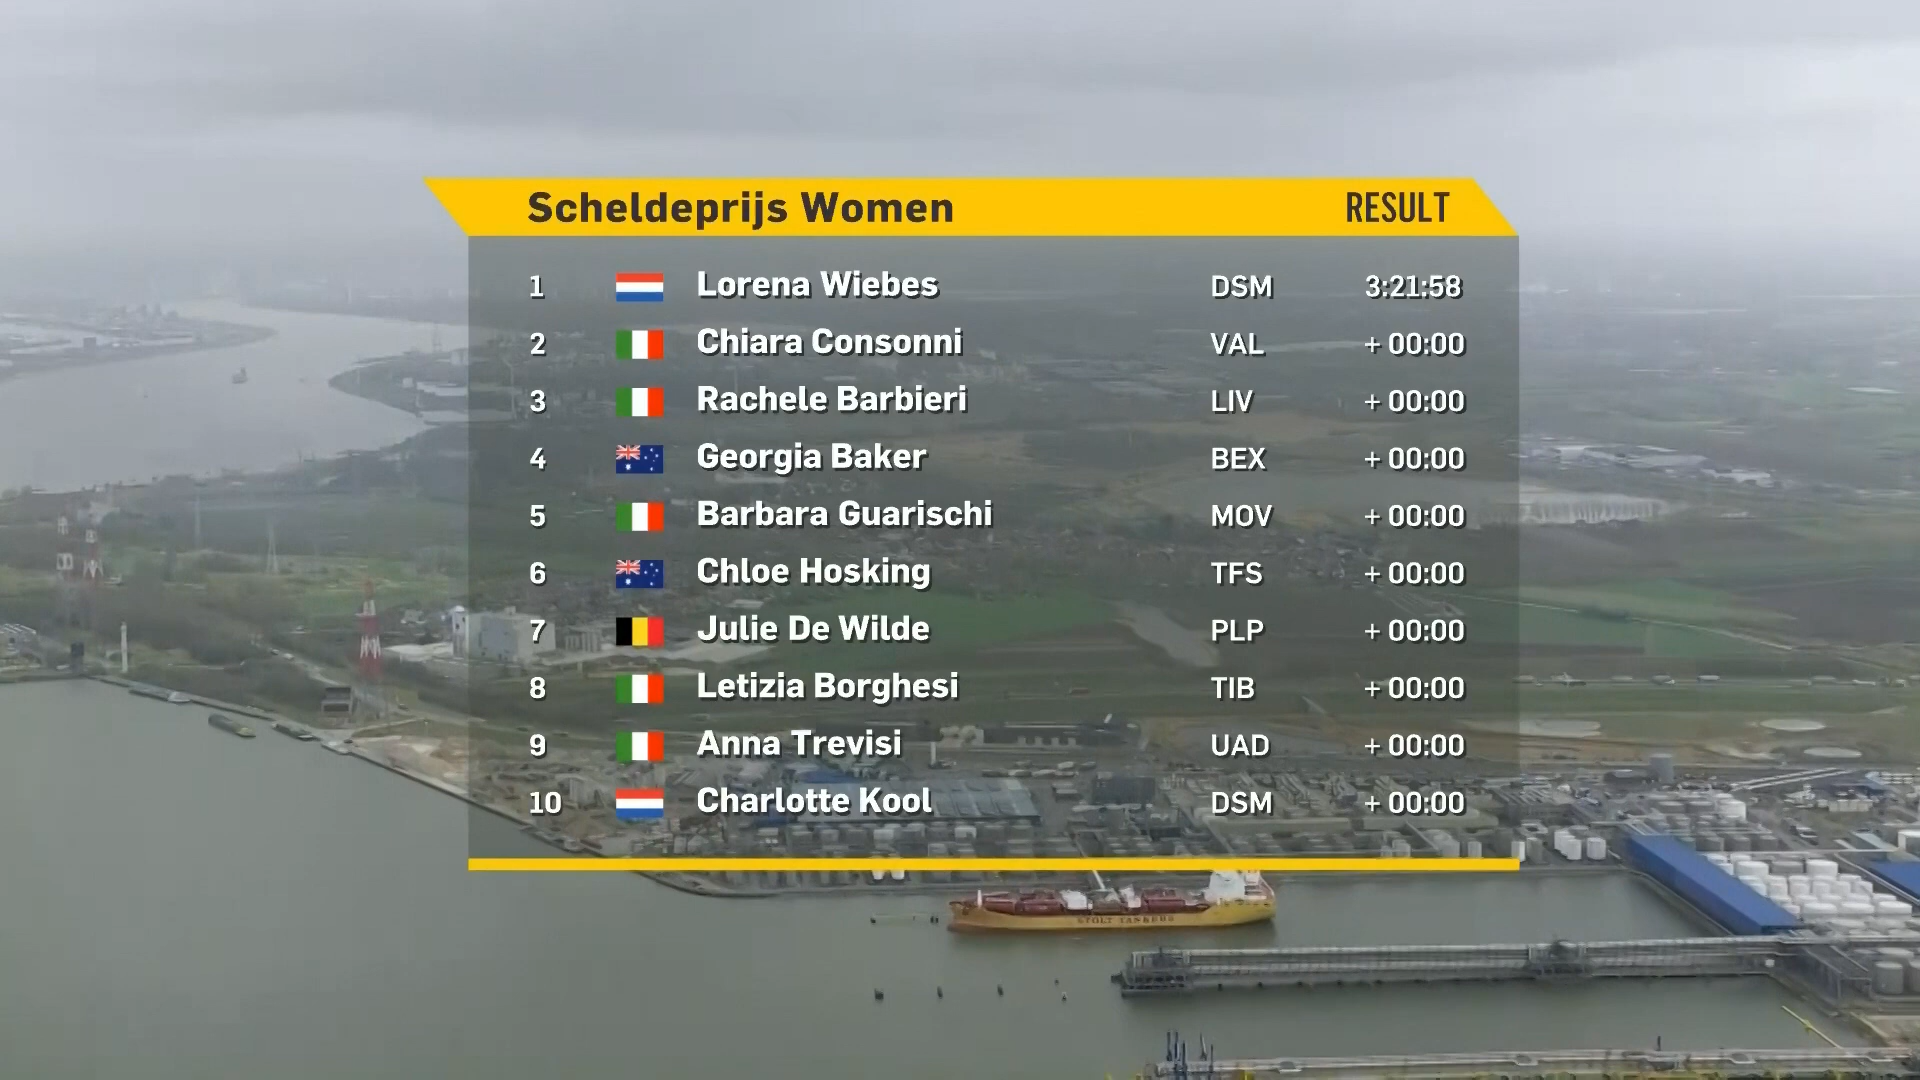 Scheldeprijs Women RESULT
1 Lorena Wiebes DSM 3:21:58
2 Chiara Consonni VAL + 00:00
3 Rachele Barbieri LIV + 00:00
4 Georgia Baker BEX + 00:00
5 Barbara Guarischi MOV + 00:00
6 Chloe Hosking TFS + 00:00
7 Julie De Wilde PLP + 00:00
8 Letizia Borghesi TIB + 00:00
9 Anna Trevisi UAD + 00:00
10 Charlotte Kool DSM + 00:00
STOLT TANKERS